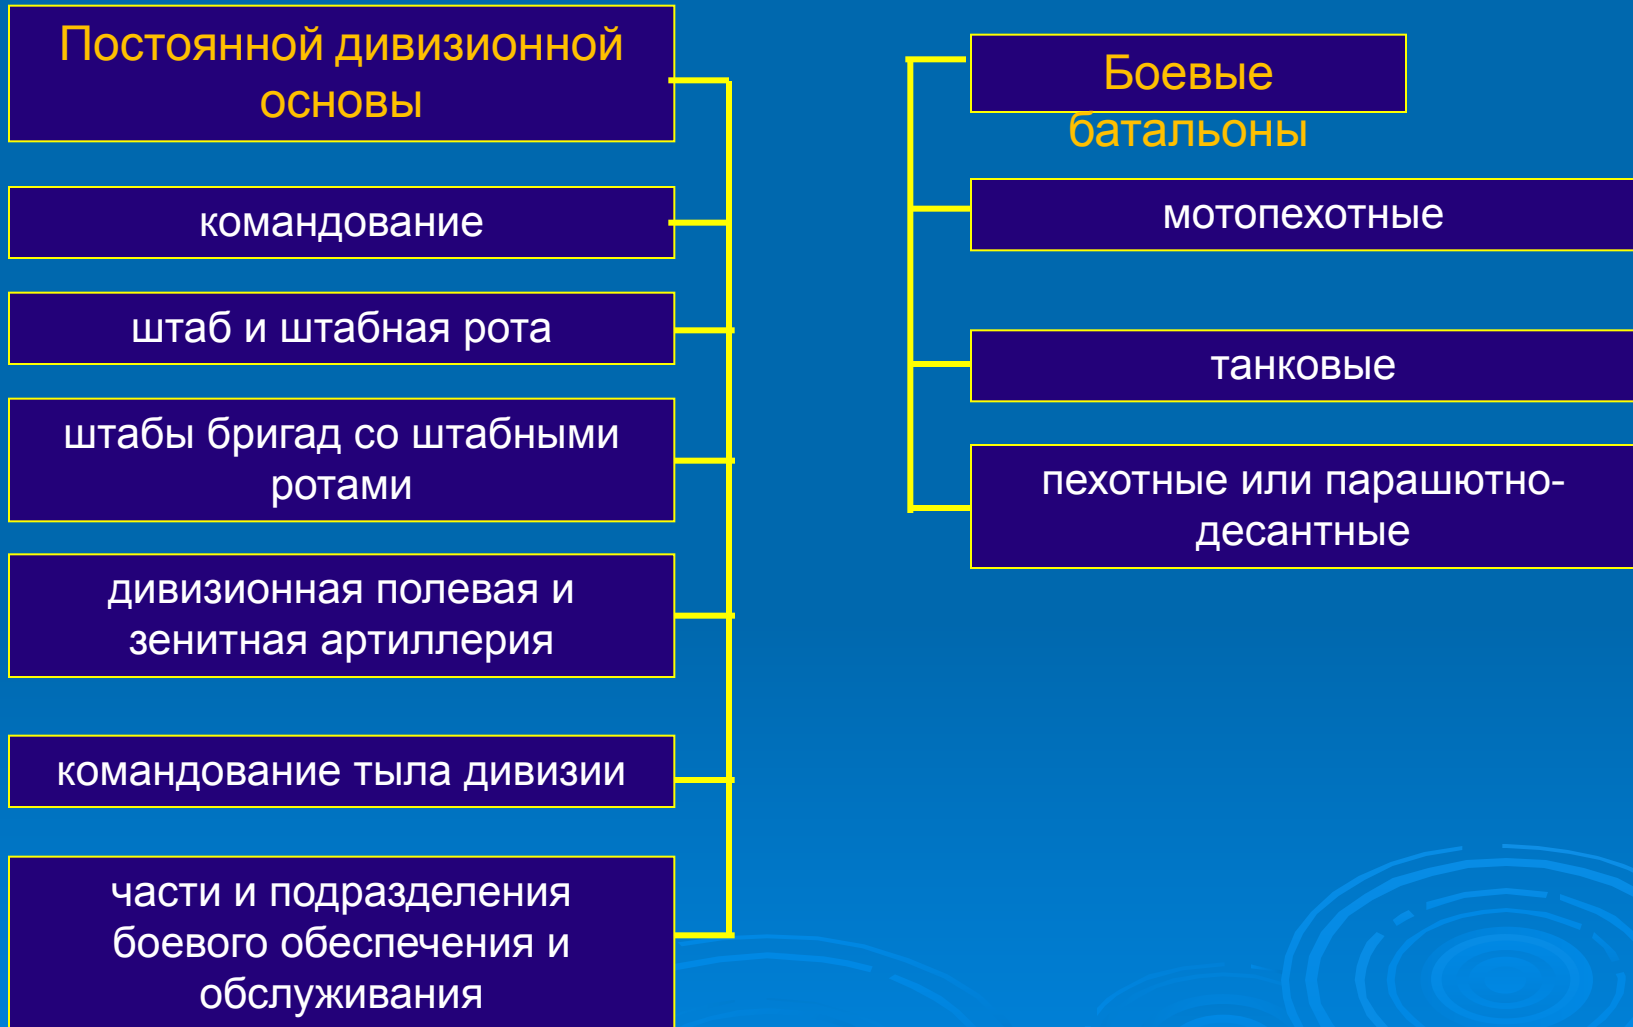 Постоянной дивизионной
основы
командование
штаб и штабная рота
штабы бригад со штабными
ротами
дивизионная полевая и
зенитная артиллерия
командование тыла дивизии
части и подразделения
боевого обеспечения и
обслуживания
Боевые
батальоны
мотопехотные
танковые
пехотные или парашютно-
десантные